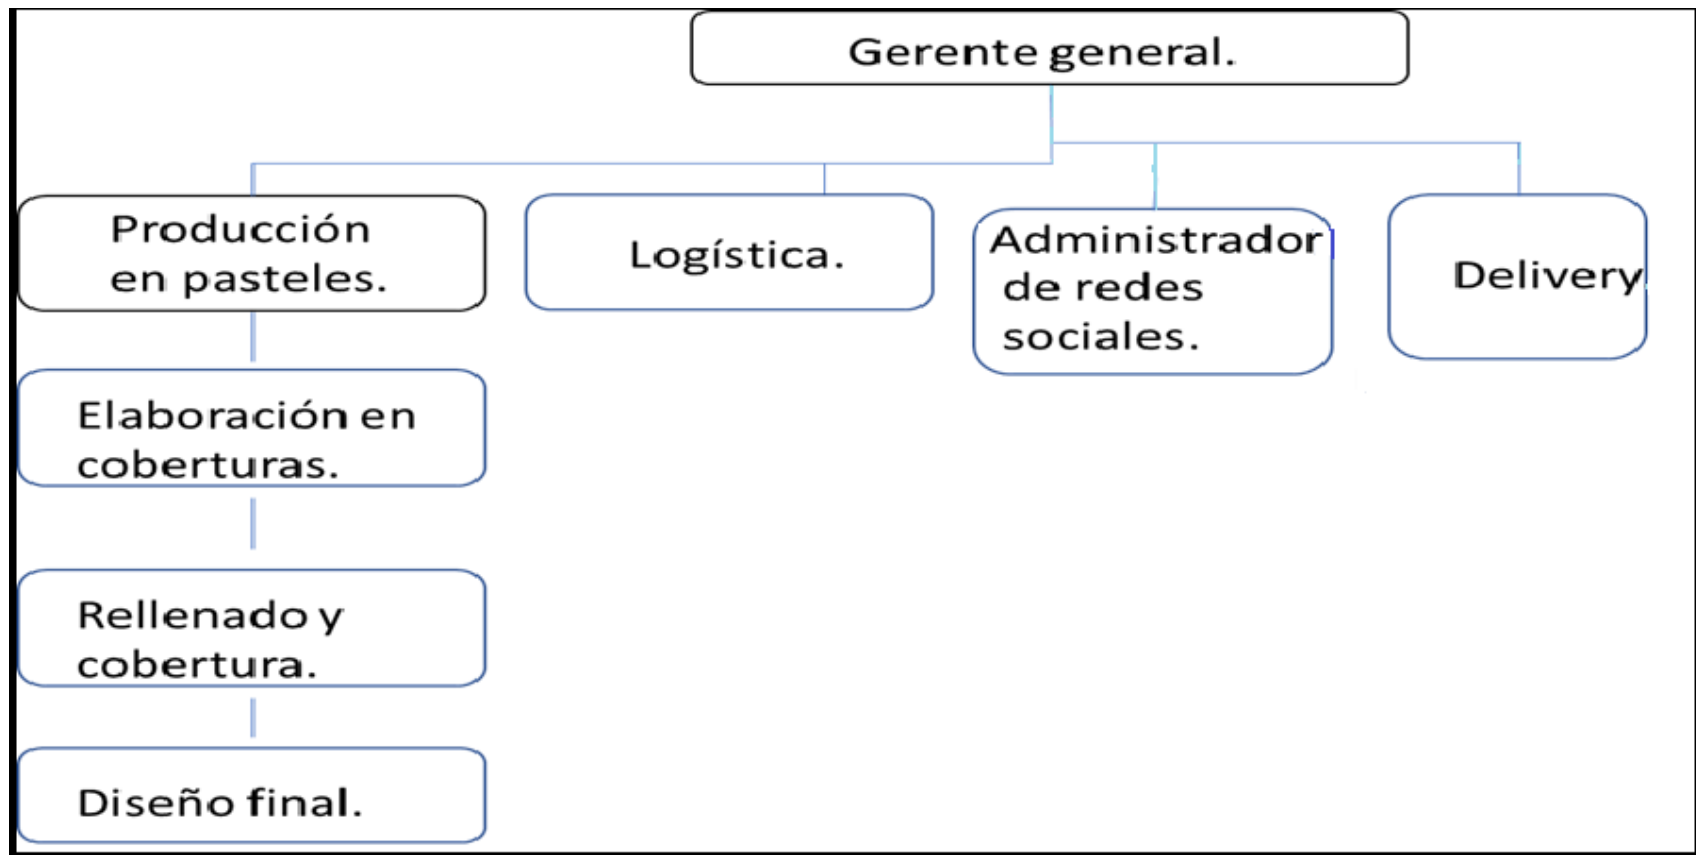 Gerente general.
Producción
en pasteles.
Logística.
Administrador
de redes
sociales.
Delivery
Elaboración en
coberturas.
Rellenado y
cobertura.
Diseño final.